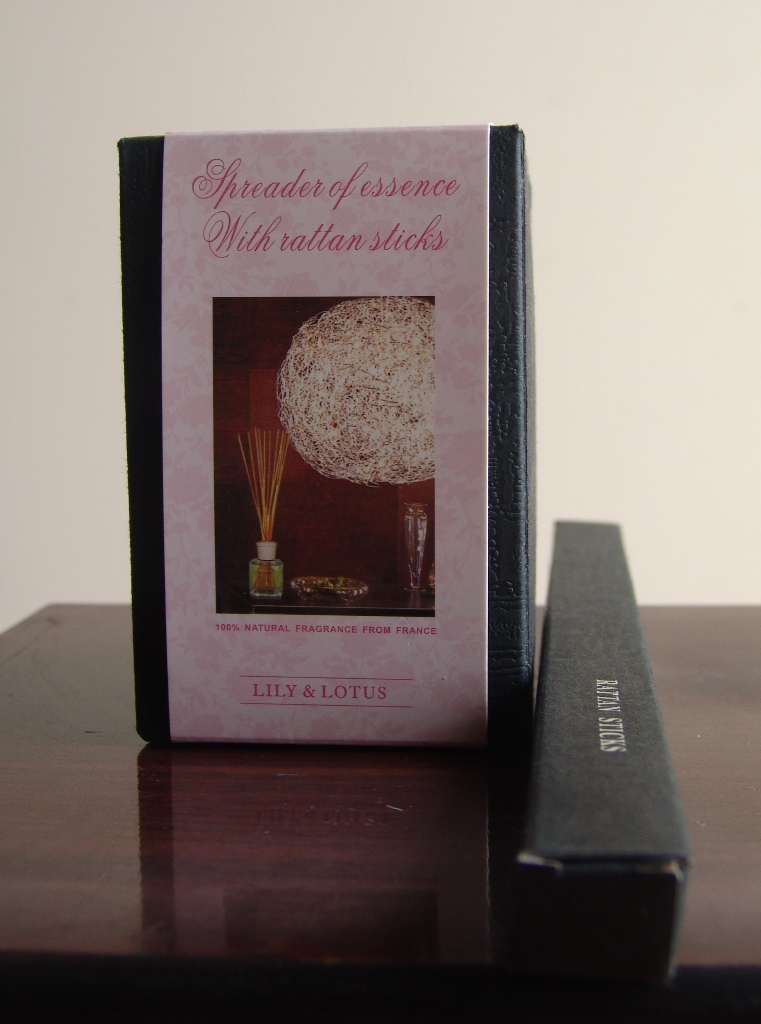 Spreader of essence
With rattan sticks
100% NATURAL FRAGRANCE FROM FRANCE
LILY & LOTUS
RATTAN STICKS